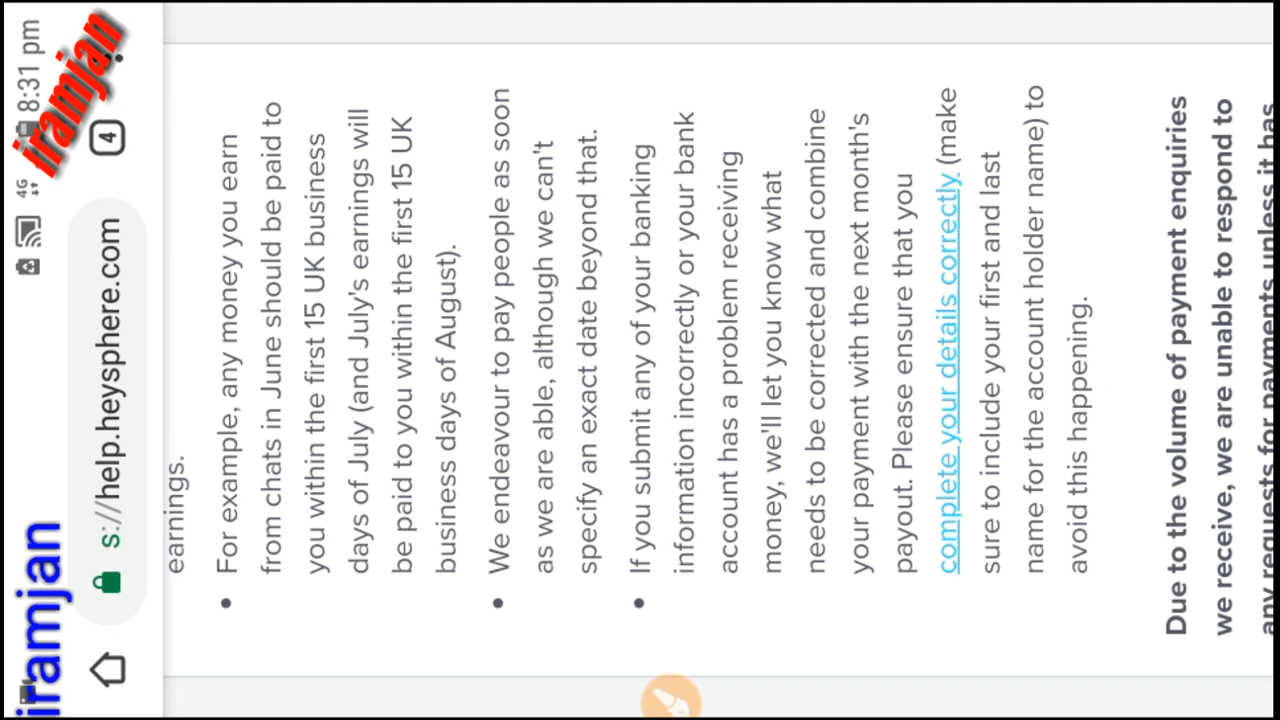 iramjan
iramjan
4G
8:31 pm
s://help.heysphere.com
4
earnings.
• For example, any money you earn
from chats in June should be paid to
you within the first 15 UK business
days of July (and July's earnings will
be paid to you within the first 15 UK
business days of August).
• We endeavour to pay people as soon
as we are able, although we can't
specify an exact date beyond that.
• If you submit any of your banking
information incorrectly or your bank
account has a problem receiving
money, we'll let you know what
needs to be corrected and combine
your payment with the next month's
payout. Please ensure that you
complete your details correctly (make
sure to include your first and last
name for the account holder name) to
avoid this happening.
Due to the volume of payment enquiries
we receive, we are unable to respond to
any requests for payments unless it has